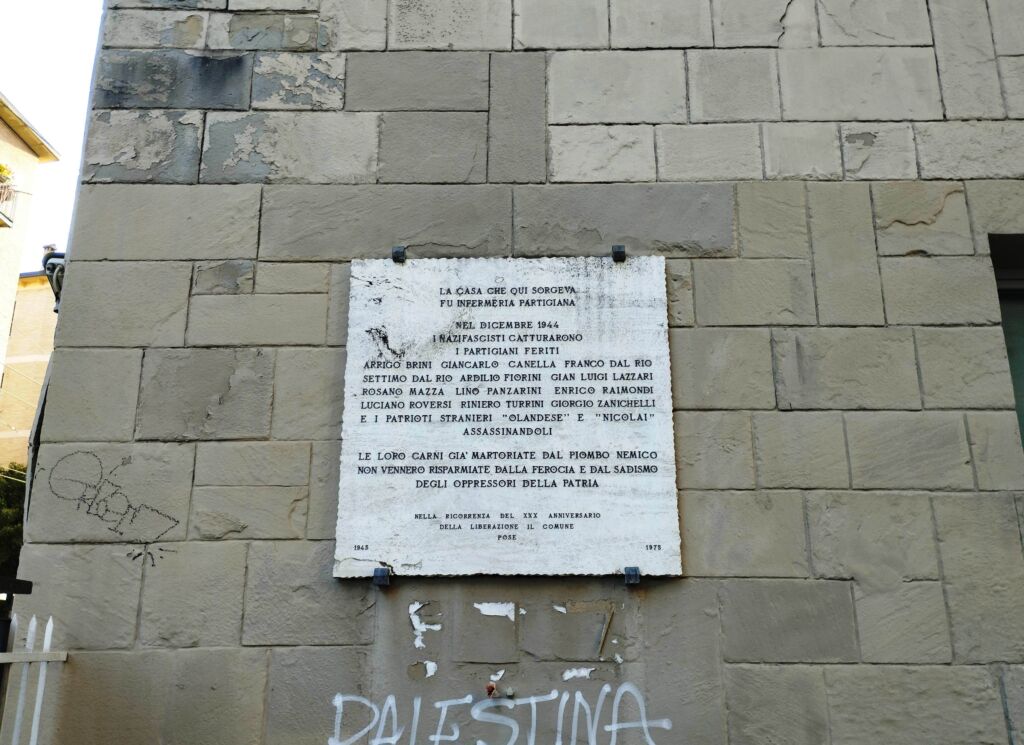 LA CASA CHE QUI SORGEVA
FU INFERMERIA PARTIGIANA
NEL DICEMBRE 1944
I NAZIFASCISTI CATTURARONO
I PARTIGIANI FERITI
ARRIGO BRINI GIANCARLO CANELLA FRANCO DAL RIO
SETTIMO DAL RIO ARDILIO FIORINI GIAN LUIGI LAZZARI
ROSANO MAZZA LINO PANZARINI ENRICO RAIMONDI
LUCIANO ROVERSI RINIERO TURRINI GIORGIO ZANICHELLI
E I PATRIOTI STRANIERI "OLANDESE" E "NICOLAI"
ASSASSINANDOLI
LE LORO CARNI GIA' MARTORIATE DAL PIOMBO NEMICO
NON VENNERO RISPARMIATE DALLA FEROCIA E DAL SADISMO
DEGLI OPPRESSORI DELLA PATRIA
NELLA RICORRENZA DEL XXX ANNIVERSARIO
DELLA LIBERAZIONE IL COMUNE
POSE
1945 1975
PALESTINA